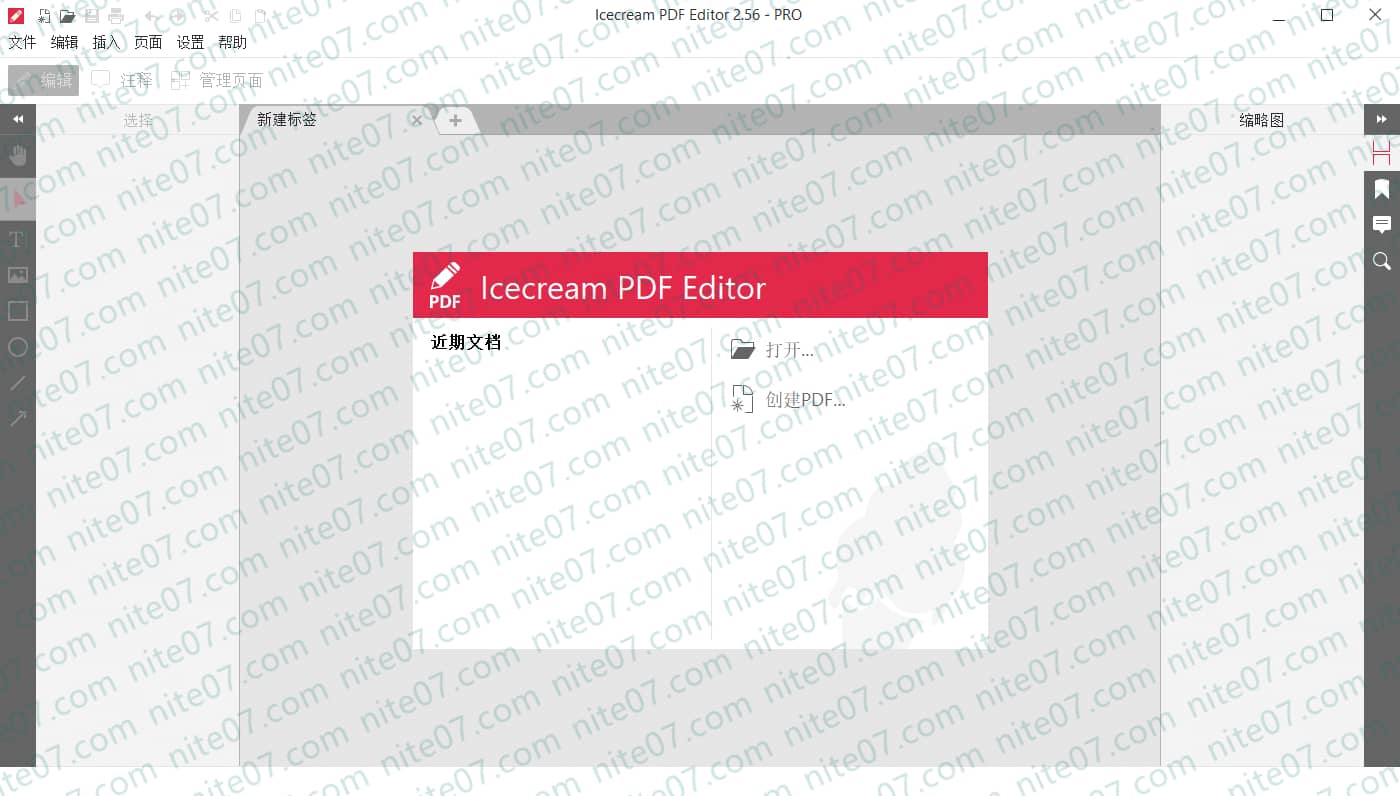 Icecream PDF Editor 2.56 - PRO
文件 编辑 插入 页面 设置 帮助
编辑 注释 管理页面
选择
新建标签
缩略图
PDF Icecream PDF Editor
近期文档
打开...
创建PDF...
nite07.com